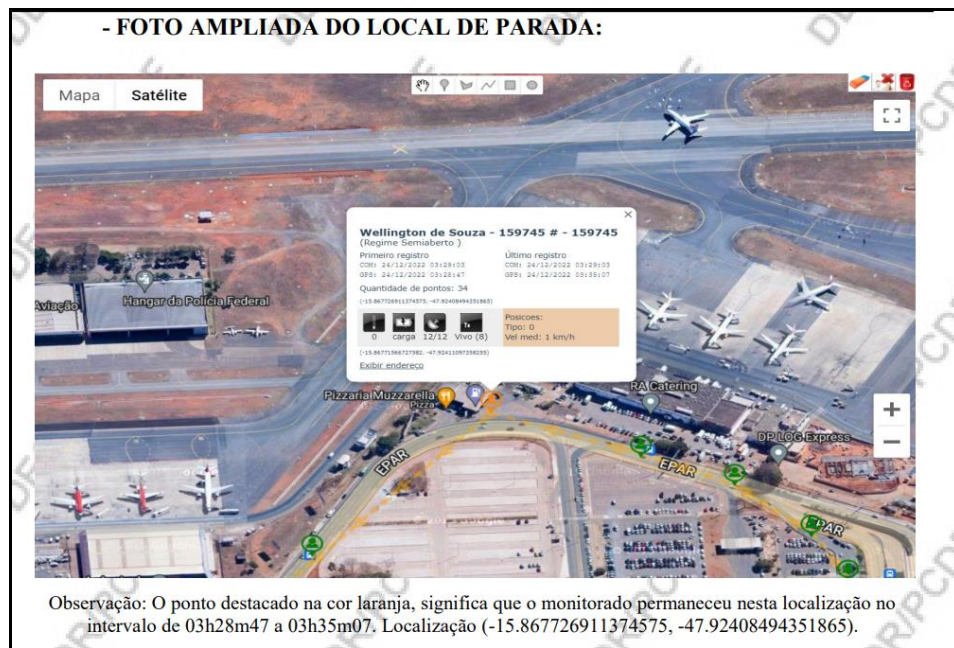 - FOTO AMPLIADA DO LOCAL DE PARADA:
Mapa Satélite
Wellington de Souza - 159745 # - 159745
(Regime Semiaberto )
Primeiro registro
COM: 24/12/2022 03:29:03
GPS: 24/12/2022 03:28:47
Último registro
COM: 24/12/2022 03:29:03
GPS: 24/12/2022 03:35:07
Quantidade de pontos: 34
(-15.867726911374575, -47.92408494351865)
0 carga 12/12 Vivo (8)
Posicoes:
Tipo: 0
Vel med: 1 km/h
Exibir endereço
Aviação
Hangar da Polícia Federal
Pizzaria Muzzarella
Pizza
RA Catering
DP LOG Express
EPAR
EPAR
EPAR
Observação: O ponto destacado na cor laranja, significa que o monitorado permaneceu nesta localização no
intervalo de 03h28m47 a 03h35m07. Localização (-15.867726911374575, -47.92408494351865).